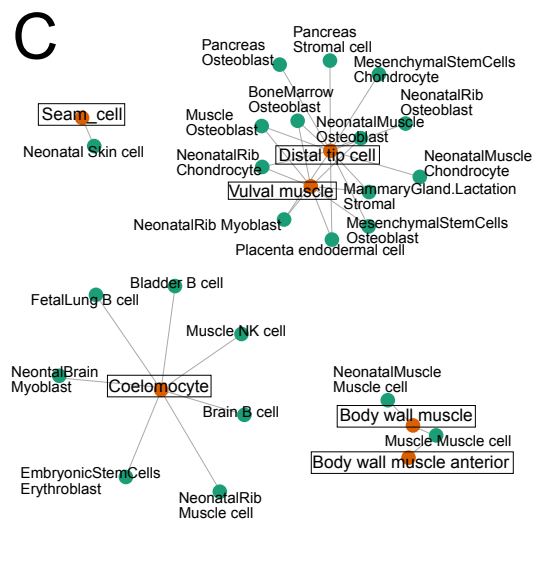 C
Pancreas
Osteoblast
Pancreas
Stromal cell
MesenchymalStemCells
Chondrocyte
BoneMarrow
Osteoblast
NeonatalRib
Osteoblast
Seam_cell
Neonatal Skin cell
Muscle
Osteoblast
NeonatalMuscle
Osteoblast
NeonatalRib
Chondrocyte
Distal tip cell
NeonatalMuscle
Chondrocyte
Vulval muscle
MammaryGland.Lactation
Stromal
NeonatalRib Myoblast
MesenchymalStemCells
Osteoblast
Placenta endodermal cell
Bladder B cell
FetalLung B cell
Muscle NK cell
NeontalBrain
Myoblast
Coelomocyte
Brain B cell
EmbryonicStemCells
Erythroblast
NeonatalRib
Muscle cell
NeonatalMuscle
Muscle cell
Body wall muscle
Muscle Muscle cell
Body wall muscle anterior